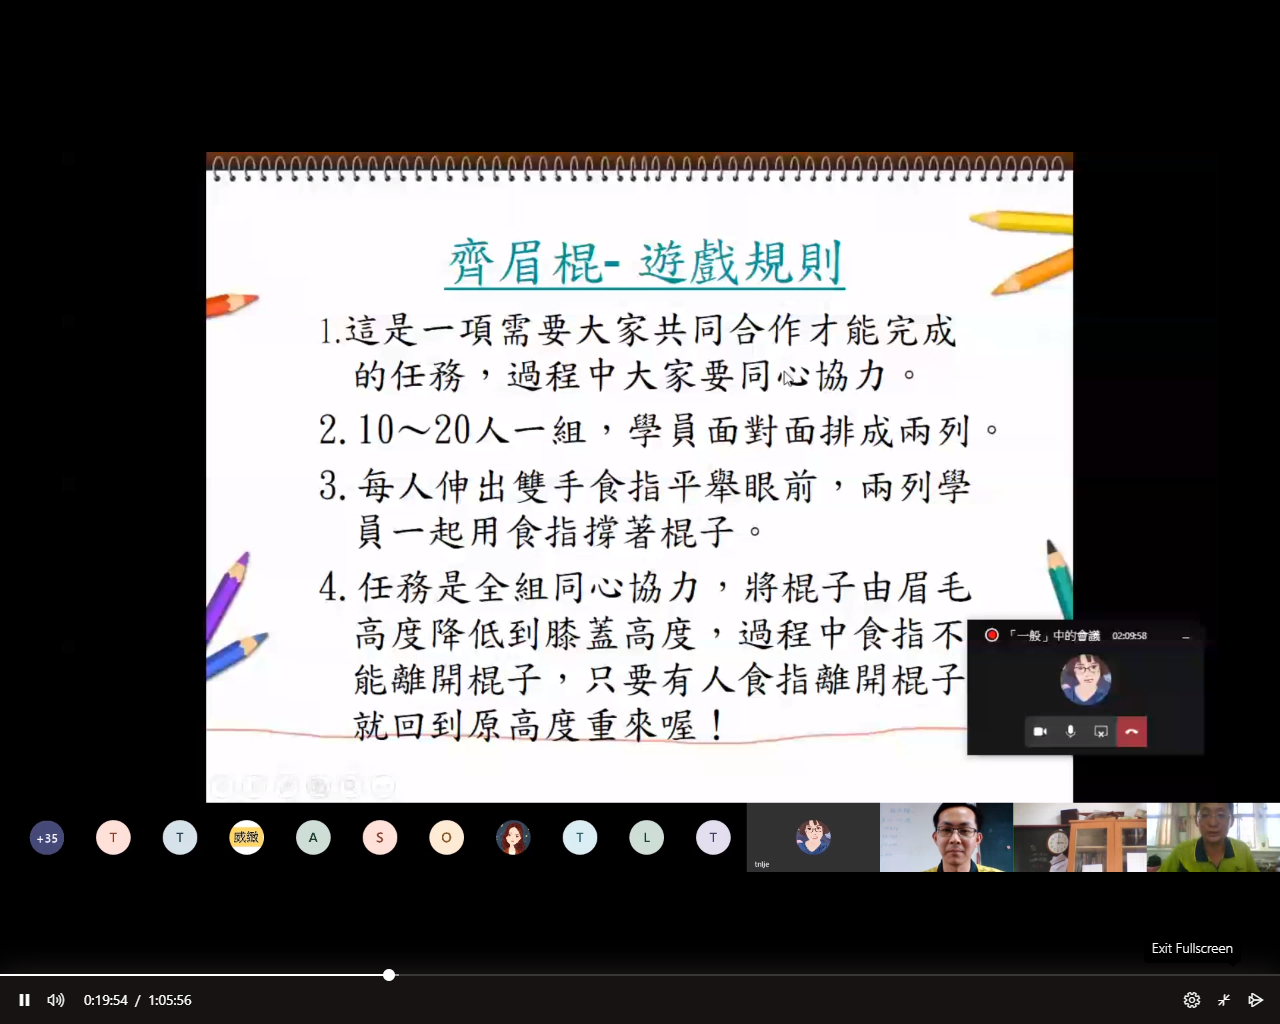 齊眉棍- 遊戲規則
1.這是一項需要大家共同合作才能完成
的任務，過程中大家要同心協力。
2. 10～20人一組，學員面對面排成兩列。
3. 每人伸出雙手食指平舉眼前，兩列學
員一起用食指撐著棍子。
4. 任務是全組同心協力，將棍子由眉毛
高度降低到膝蓋高度，過程中食指不
能離開棍子，只要有人食指離開棍子
就回到原高度重來喔！
「一般」中的會議 02:09:58
+35 T T 威緻 A S O T L T
tnlje
Exit Fullscreen
0:19:54 / 1:05:56